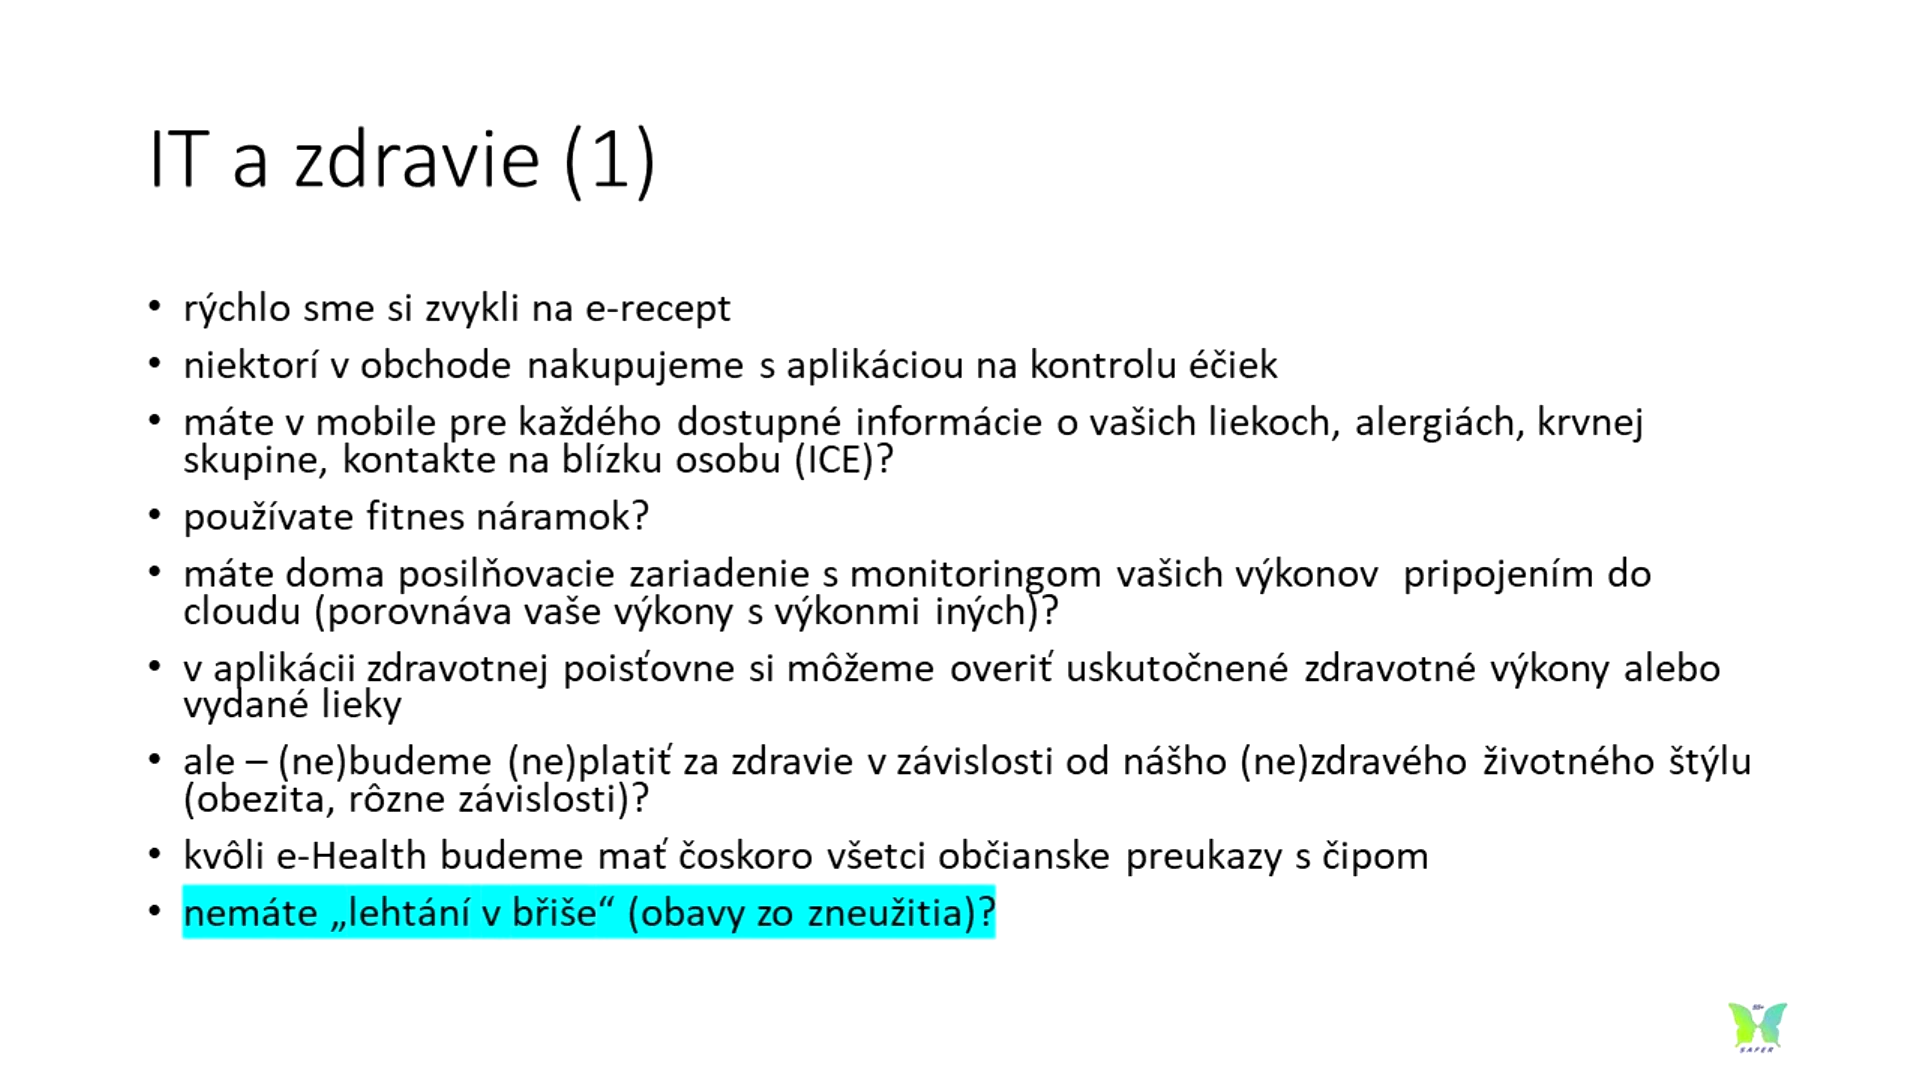 IT a zdravie (1)
• rýchlo sme si zvykli na e-recept
• niektorí v obchode nakupujeme s aplikáciou na kontrolu éčiek
• máte v mobile pre každého dostupné informácie o vašich liekoch, alergiách, krvnej
skupine, kontakte na blízku osobu (ICE)?
• používate fitnes náramok?
• máte doma posilňovacie zariadenie s monitoringom vašich výkonov pripojením do
cloudu (porovnáva vaše výkony s výkonmi iných)?
• v aplikácii zdravotnej poisťovne si môžeme overiť uskutočnené zdravotné výkony alebo
vydané lieky
• ale – (ne)budeme (ne)platiť za zdravie v závislosti od nášho (ne)zdravého životného štýlu
(obezita, rôzne závislosti)?
• kvôli e-Health budeme mať čoskoro všetci občianske preukazy s čipom
• nemáte „lehtání v břiše“ (obavy zo zneužitia)?
55+
SAFER